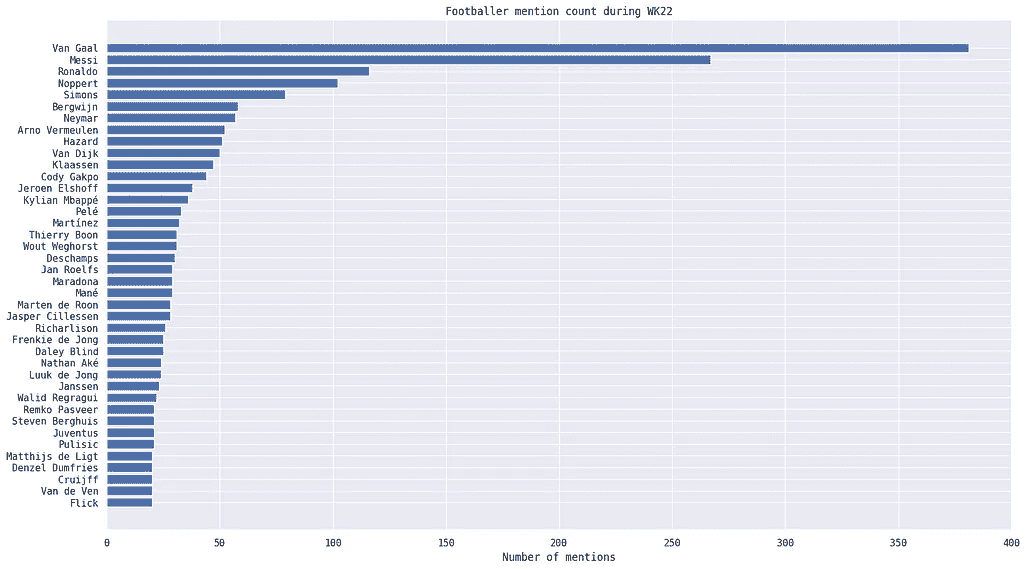 Footballer mention count during WK22
Van Gaal
Messi
Ronaldo
Noppert
Simons
Bergwijn
Neymar
Arno Vermeulen
Hazard
Van Dijk
Klaassen
Cody Gakpo
Jeroen Elshoff
Kylian Mbappé
Pelé
Martínez
Thierry Boon
Wout Weghorst
Deschamps
Jan Roelfs
Maradona
Mané
Marten de Roon
Jasper Cillessen
Richarlison
Frenkie de Jong
Daley Blind
Nathan Aké
Luuk de Jong
Janssen
Walid Regragui
Remko Pasveer
Steven Berghuis
Juventus
Pulisic
Matthijs de Ligt
Denzel Dumfries
Cruijff
Van de Ven
Flick
0 50 100 150 200 250 300 350 400
Number of mentions